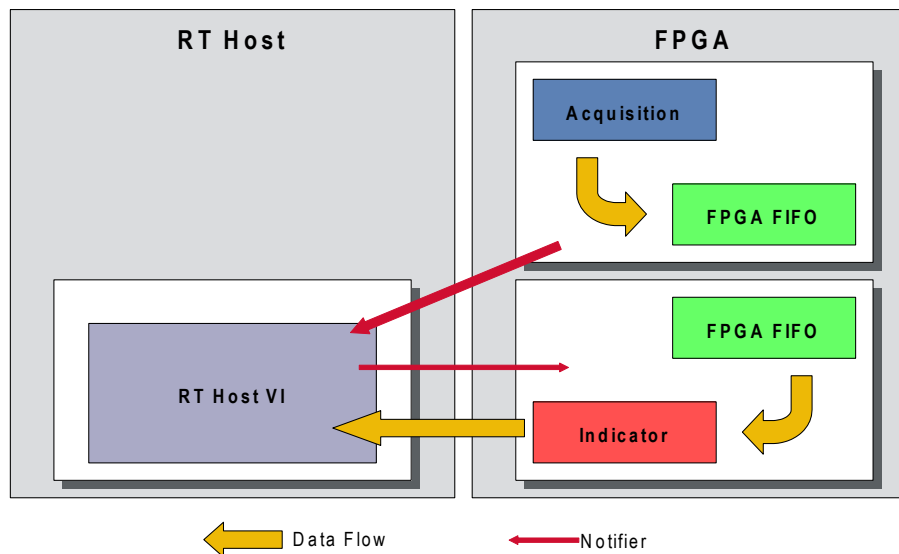 RT Host
FPGA
Acquisition
FPGA FIFO
FPGA FIFO
RT Host VI
Indicator
Data Flow
Notifier